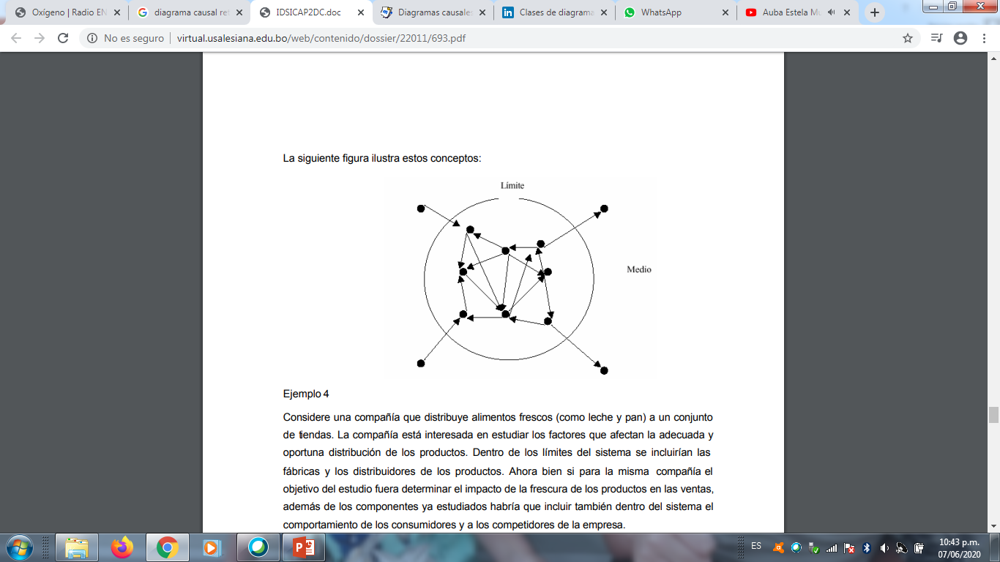 Oxígeno | Radio EN
diagrama causal ret
IDSICAP2DC.doc
Diagramas causales
Clases de diagrama
WhatsApp
Auba Estela Mu
No es seguro
virtual.usalesiana.edu.bo/web/contenido/dossier/22011/693.pdf
La siguiente figura ilustra estos conceptos:
Límite
Medio
Ejemplo 4
Considere una compañía que distribuye alimentos frescos (como leche y pan) a un conjunto
de tiendas. La compañía está interesada en estudiar los factores que afectan la adecuada y
oportuna distribución de los productos. Dentro de los límites del sistema se incluirían las
fábricas y los distribuidores de los productos. Ahora bien si para la misma compañía el
objetivo del estudio fuera determinar el impacto de la frescura de los productos en las ventas,
además de los componentes ya estudiados habría que incluir también dentro del sistema el
comportamiento de los consumidores y a los competidores de la empresa.
ES
10:43 p.m.
07/06/2020